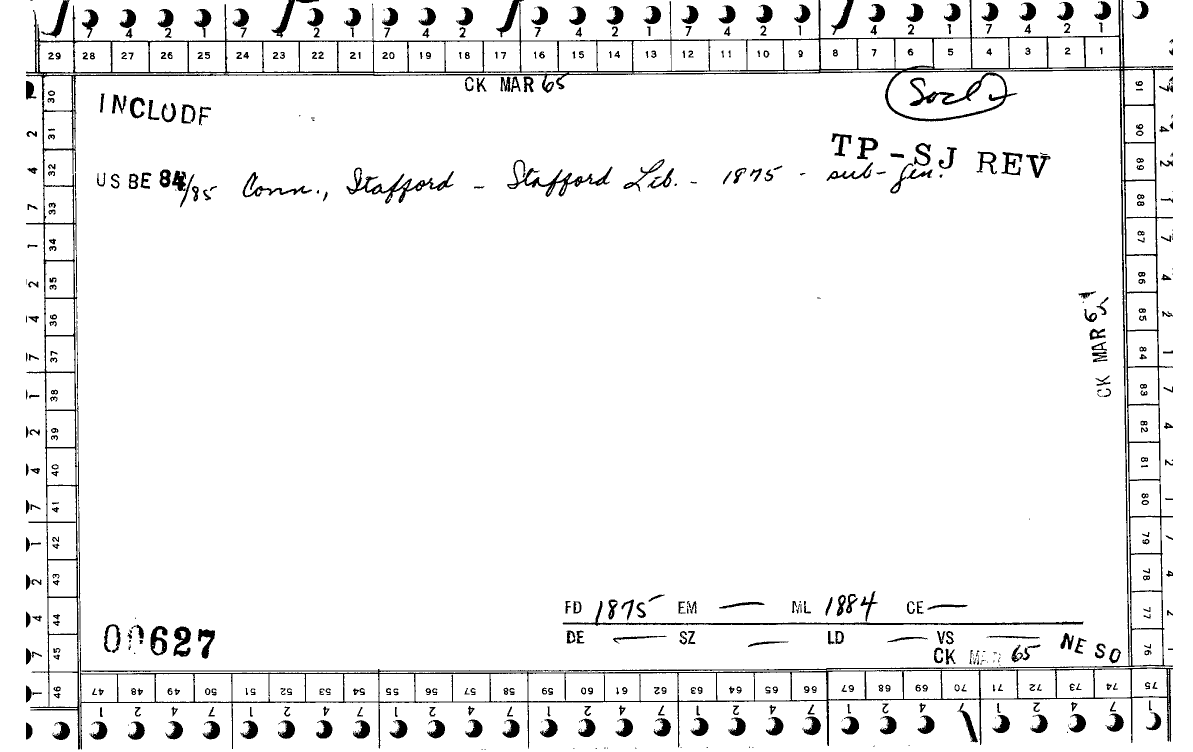 7 4 2 1 7 4 2 1 7 4 2 1 7 4 2 1 7 4 2 1 7 4 2 1 7 4 2 1
29 28 27 26 25 24 23 22 21 20 19 18 17 16 15 14 13 12 11 10 9 8 7 6 5 4 3 2 1
CK MAR 65
Socl
INCLUDF
TP-SJ REV
US BE 84/85 Conn., Stafford - Stafford Lib. - 1875 - sub-gen.
CK MAR 65
FD 1875 EM — ML 1884 CE —
DE — SZ — LD — VS —
00627
CK MAR 65 NE SO
30 31 32 33 34 35 36 37 38 39 40 41 42 43 44 45 46
91 90 89 88 87 86 85 84 83 82 81 80 79 78 77 76
47 48 49 50 51 52 53 54 55 56 57 58 59 60 61 62 63 64 65 66 67 68 69 70 71 72 73 74 75
1 2 4 7 1 2 4 7 1 2 4 7 1 2 4 7 1 2 4 7 1 2 4 7 1 2 4 7 1